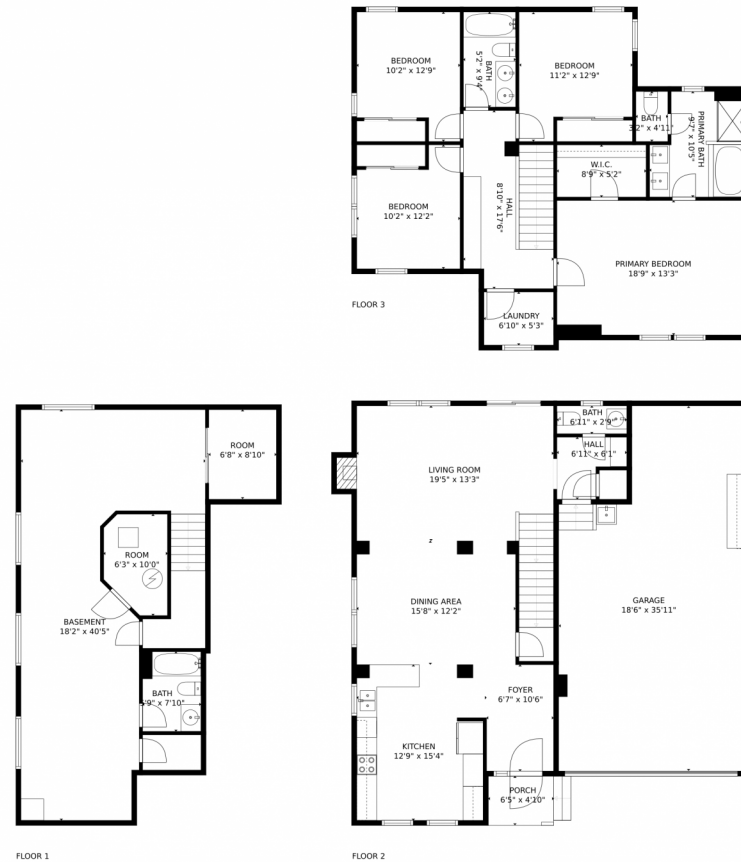 BEDROOM
10'2" x 12'9"
5'2" x 9'4"
BATH
BEDROOM
11'2" x 12'9"
BATH
3'2" x 4'11"
PRIMARY BATH
9'7" x 10'5"
W.I.C.
8'9" x 5'2"
BEDROOM
10'2" x 12'2"
HALL
8'10" x 17'6"
PRIMARY BEDROOM
18'9" x 13'3"
FLOOR 3
LAUNDRY
6'10" x 5'3"
ROOM
6'8" x 8'10"
ROOM
6'3" x 10'0"
BASEMENT
18'2" x 40'5"
BATH
5'9" x 7'10"
FLOOR 1
BATH
6'11" x 2'9"
HALL
6'11" x 6'1"
LIVING ROOM
19'5" x 13'3"
DINING AREA
15'8" x 12'2"
GARAGE
18'6" x 35'11"
FOYER
6'7" x 10'6"
KITCHEN
12'9" x 15'4"
PORCH
6'5" x 4'10"
FLOOR 2